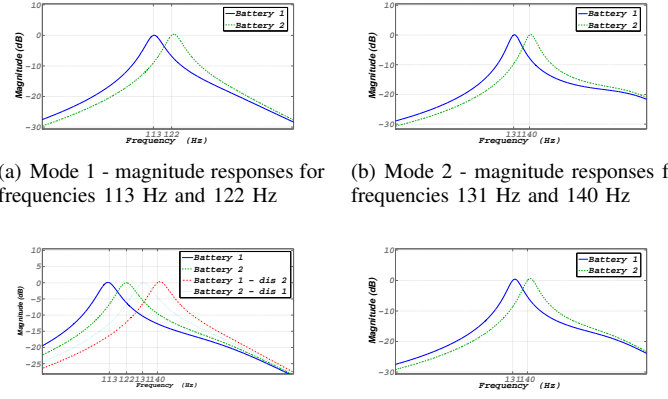 10
0
−10
−20
−30
Magnitude (dB)
Battery 1
Battery 2
113 122
Frequency (Hz)
10
0
−10
−20
−30
Magnitude (dB)
Battery 1
Battery 2
131140
Frequency (Hz)
(a) Mode 1 - magnitude responses for
frequencies 113 Hz and 122 Hz
(b) Mode 2 - magnitude responses f
frequencies 131 Hz and 140 Hz
10
5
0
−5
−10
−15
−20
−25
Magnitude (dB)
Battery 1
Battery 2
Battery 1 − dis 2
Battery 2 − dis 1
113122131140
Frequency (Hz)
10
0
−10
−20
−30
Magnitude (dB)
Battery 1
Battery 2
131140
Frequency (Hz)